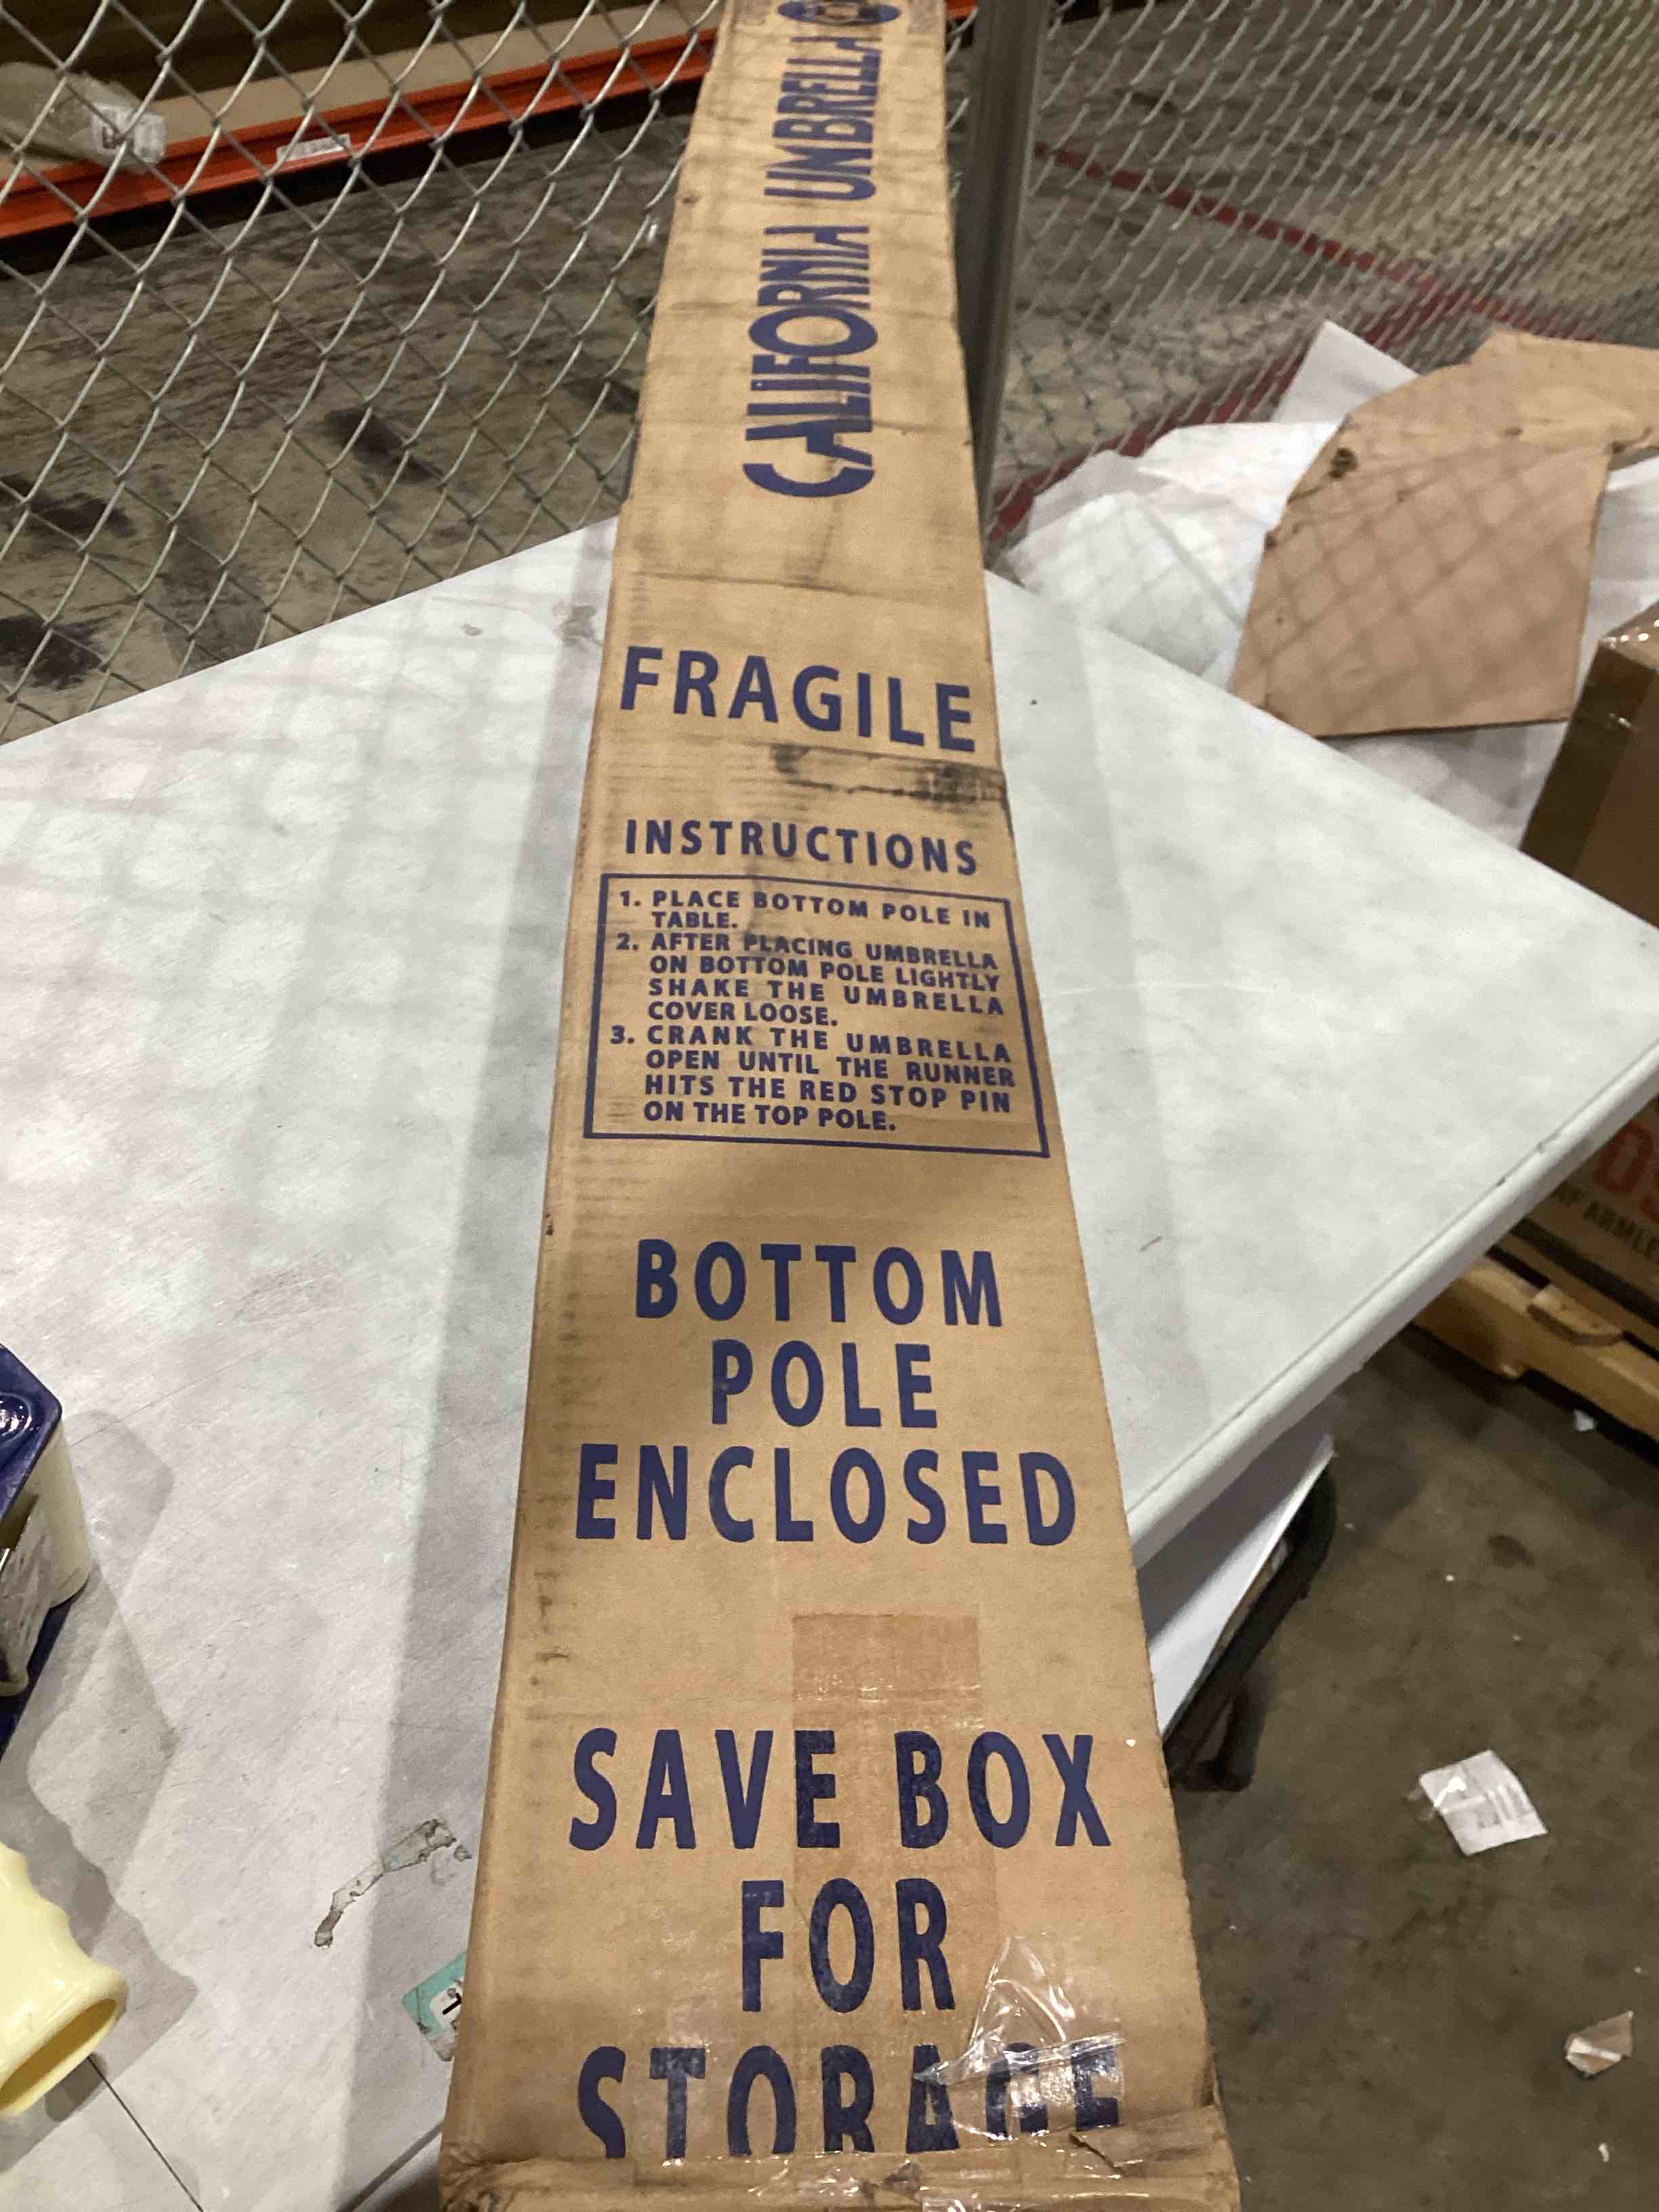 CALIFORNIA UMBRELLA
FRAGILE
INSTRUCTIONS
1. PLACE BOTTOM POLE IN
TABLE.
2. AFTER PLACING UMBRELLA
ON BOTTOM POLE LIGHTLY
SHAKE THE UMBRELLA
COVER LOOSE.
3. CRANK THE UMBRELLA
OPEN UNTIL THE RUNNER
HITS THE RED STOP PIN
ON THE TOP POLE.
BOTTOM
POLE
ENCLOSED
SAVE BOX
FOR
STORAGE